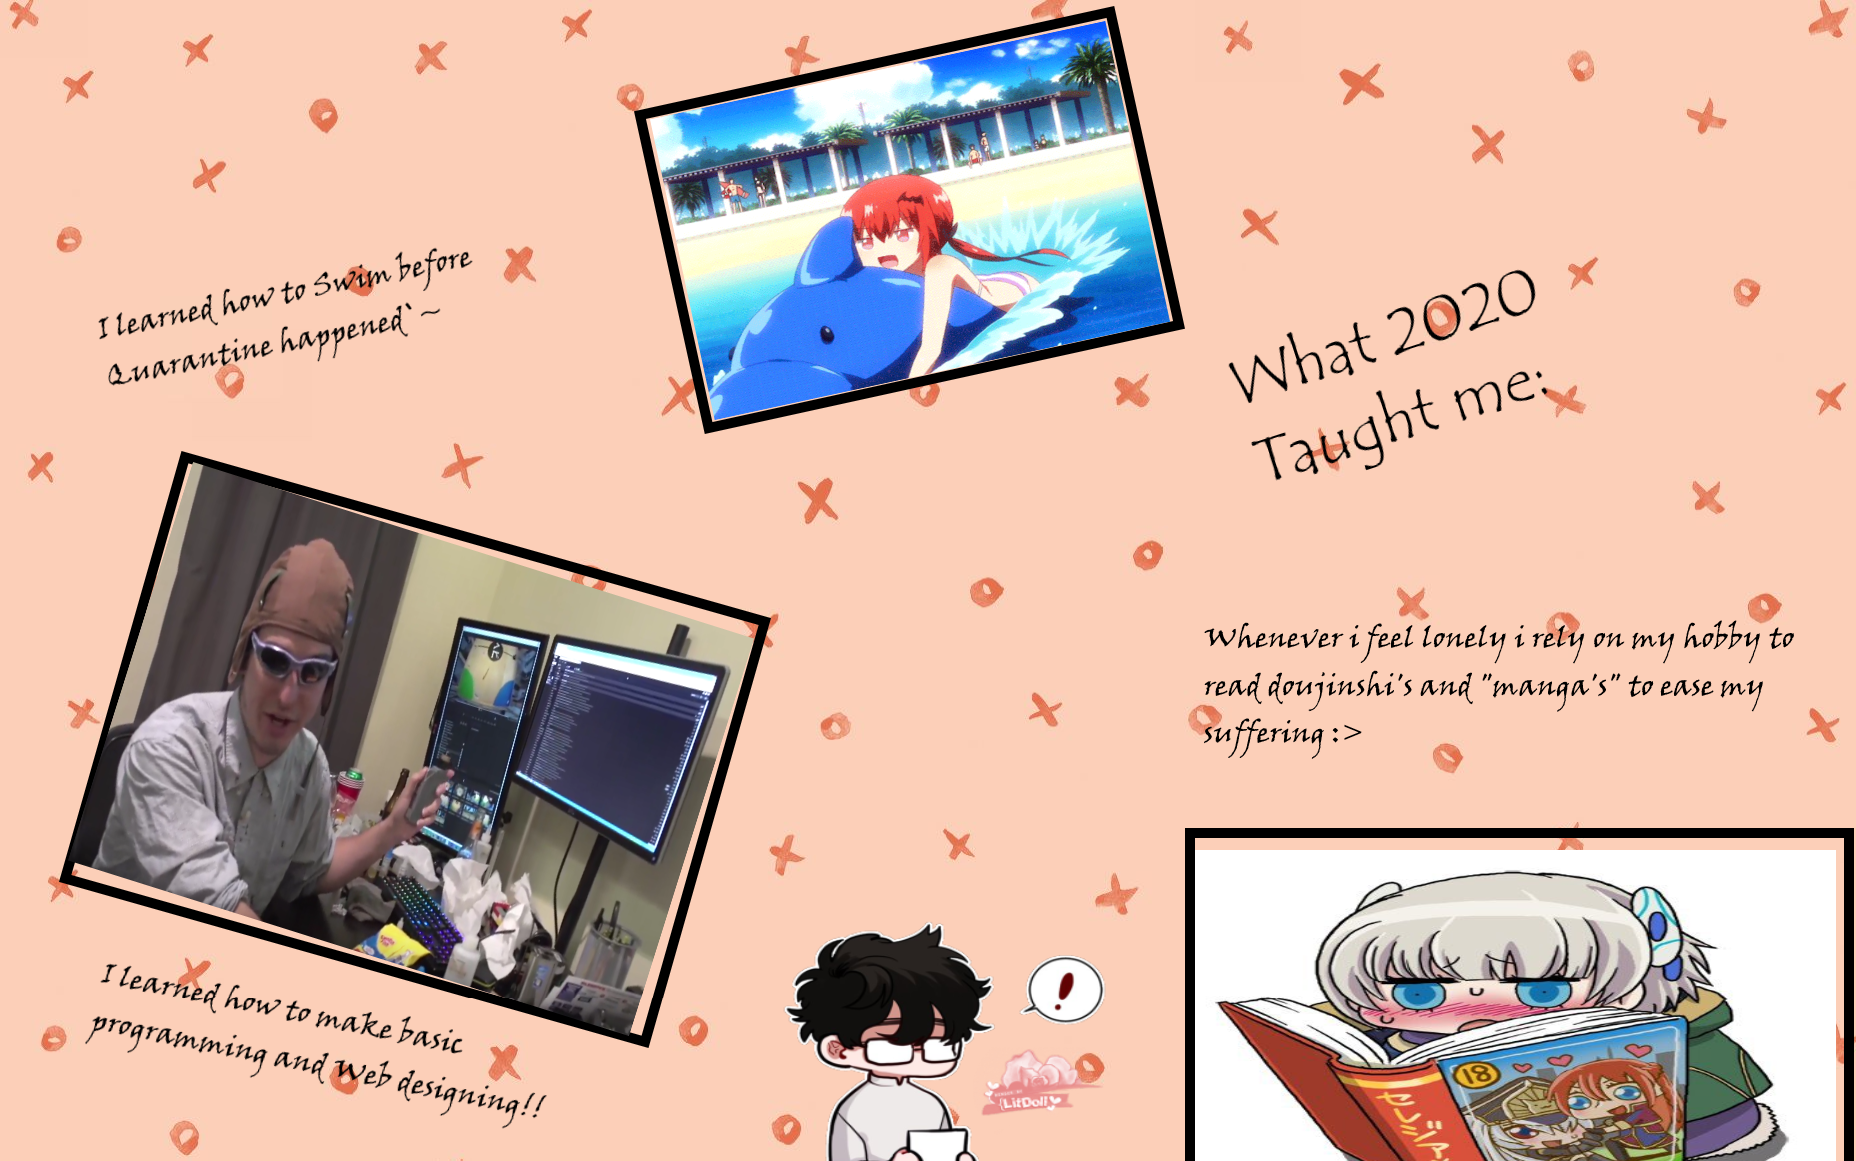 I learned how to Swim before
Quarantine happened`~
What 2020
Taught me:
Whenever i feel lonely i rely on my hobby to
read doujinshi's and "manga's" to ease my
suffering :>
I learned how to make basic
programming and Web designing!!
!
{LitDoll
18